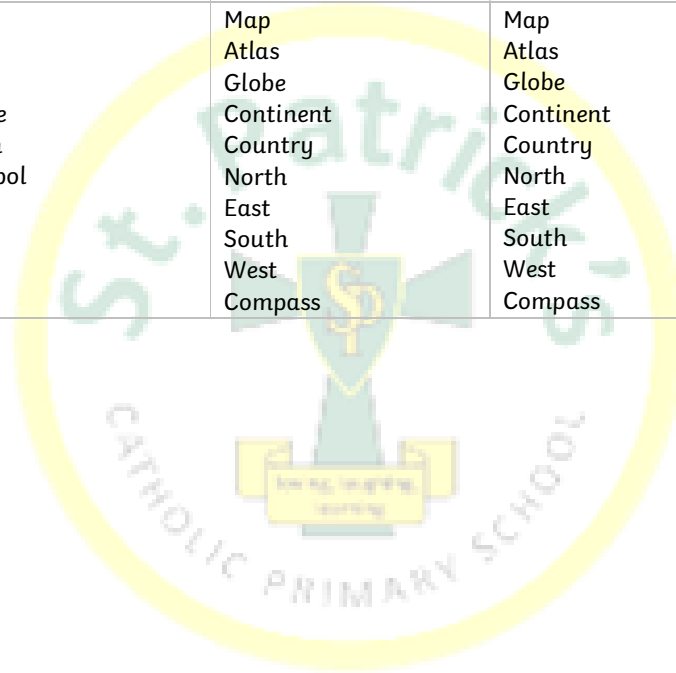 Map
Atlas
Globe
Continent
Country
North
East
South
West
Compass
Map
Atlas
Globe
Continent
Country
North
East
South
West
Compass
St. Patrick's
CATHOLIC PRIMARY SCHOOL